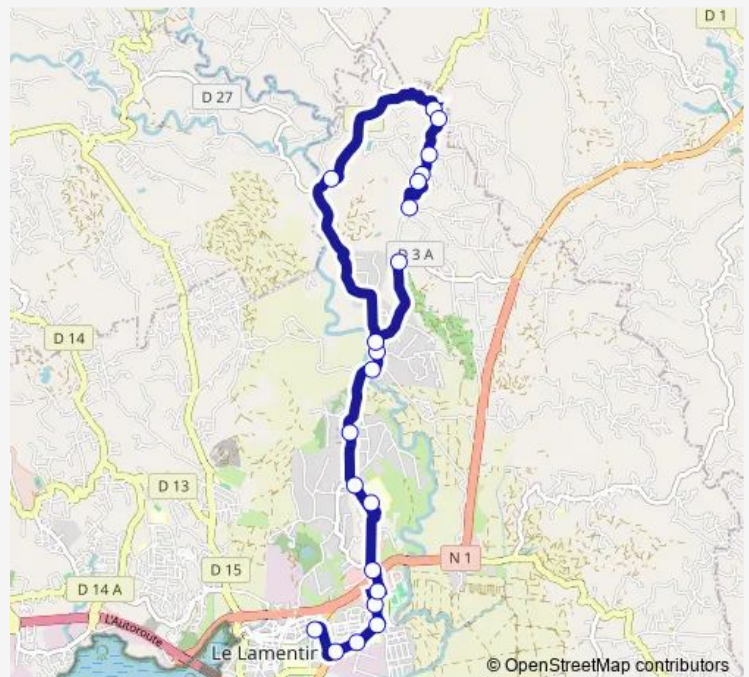 D 1
D 27
D 3 A
D 14
D 13
N 1
D 15
D 14 A
L'Autoroute
Le Lamentin
© OpenStreetMap contributors